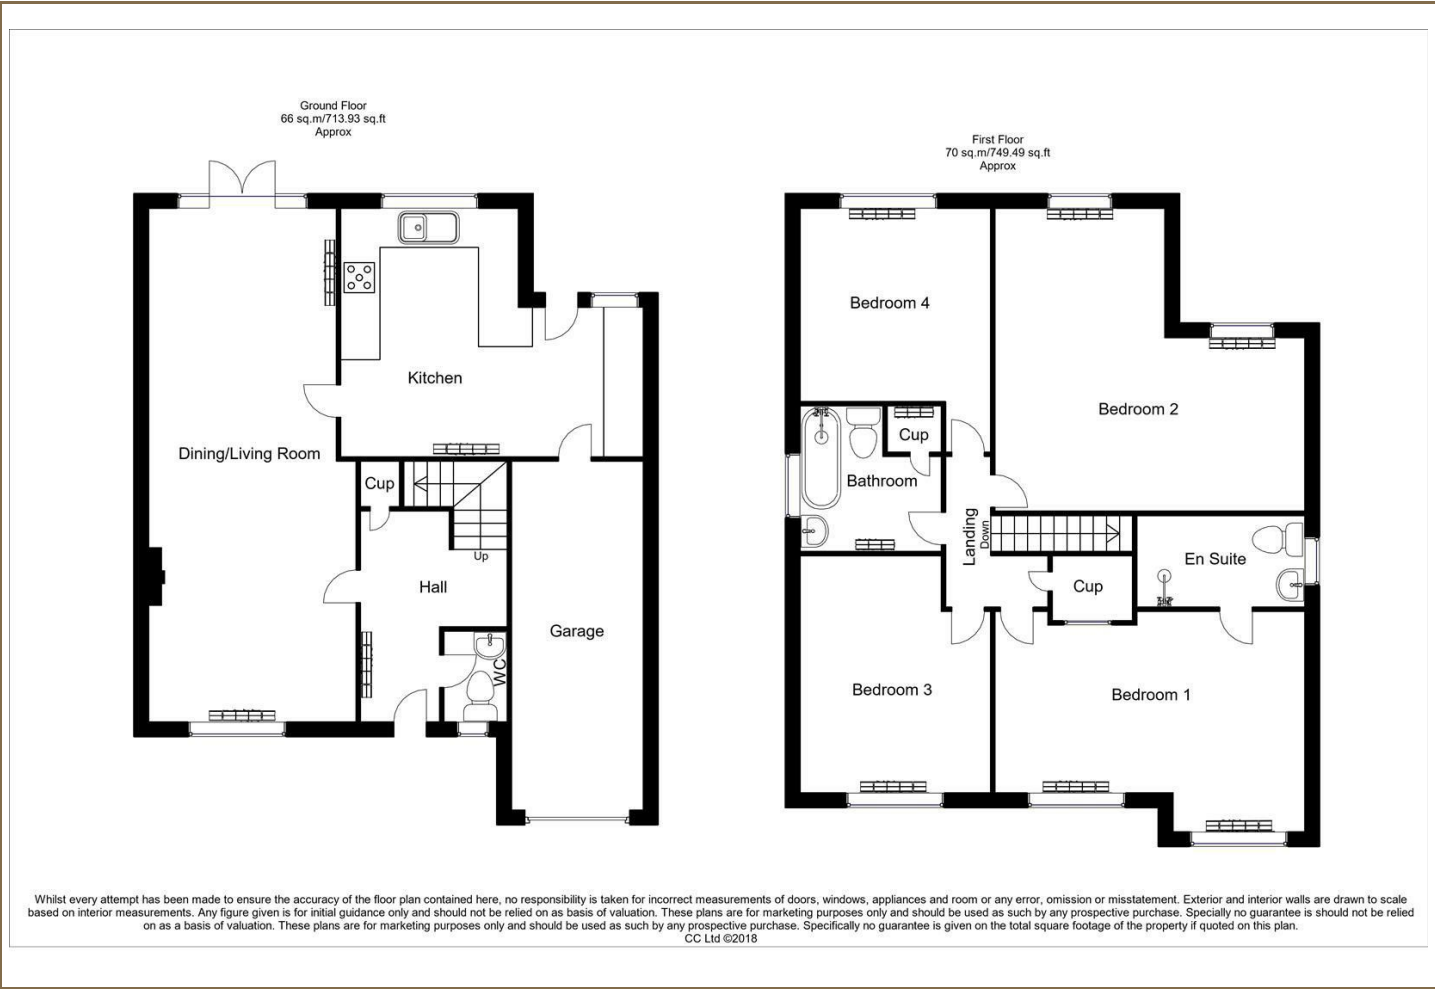 Ground Floor
66 sq.m/713.93 sq.ft
Approx
First Floor
70 sq.m/749.49 sq.ft
Approx
Kitchen
Dining/Living Room
Cup
Up
Hall
Garage
WC
Bedroom 4
Bedroom 2
Cup
Bathroom
Landing
Down
En Suite
Cup
Bedroom 3
Bedroom 1
Whilst every attempt has been made to ensure the accuracy of the floor plan contained here, no responsibility is taken for incorrect measurements of doors, windows, appliances and room or any error, omission or misstatement. Exterior and interior walls are drawn to scale
based on interior measurements. Any figure given is for initial guidance only and should not be relied on as basis of valuation. These plans are for marketing purposes only and should be used as such by any prospective purchase. Specially no guarantee is should not be relied
on as a basis of valuation. These plans are for marketing purposes only and should be used as such by any prospective purchase. Specifically no guarantee is given on the total square footage of the property if quoted on this plan.
CC Ltd ©2018